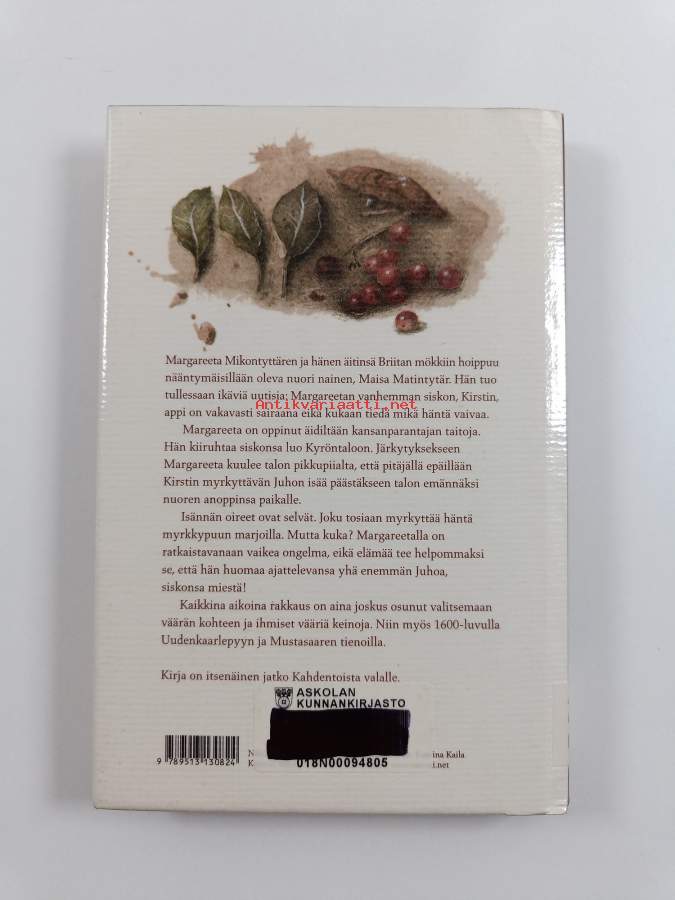 Margareeta Mikontyttären ja hänen äitinsä Briitan mökkiin hoippuu
nääntymäisillään oleva nuori nainen, Maisa Matintytär. Hän tuo
tullessaan ikäviä uutisia: Margareetan vanhemman siskon, Kirstin,
Antikvariaatti.net
appi on vakavasti sairaana eikä kukaan tiedä mikä häntä vaivaa.
Margareeta on oppinut äidiltään kansanparantajan taitoja.
Hän kiiruhtaa siskonsa luo Kyröntaloon. Järkytyksekseen
Margareeta kuulee talon pikkupiialta, että pitäjällä epäillään
Kirstin myrkyttävän Juhon isää päästäkseen talon emännäksi
nuoren anoppinsa paikalle.
Isännän oireet ovat selvät. Joku tosiaan myrkyttää häntä
myrkkypuun marjoilla. Mutta kuka? Margareetalla on
ratkaistavanaan vaikea ongelma, eikä elämää tee helpommaksi
se, että hän huomaa ajattelevansa yhä enemmän Juhoa,
siskonsa miestä!
Kaikkina aikoina rakkaus on aina joskus osunut valitsemaan
väärän kohteen ja ihmiset vääriä keinoja. Niin myös 1600-luvulla
Uudenkaarlepyyn ja Mustasaaren tienoilla.
Kirja on itsenäinen jatko Kahdentoista valalle.
ASKOLAN
KUNNANKIRJASTO
018N00094805
9 789513 130824
N
K
ina Kaila
i.net